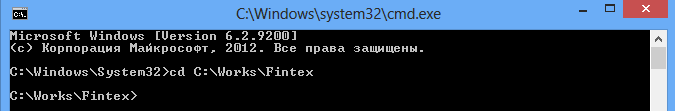 C:\Windows\system32\cmd.exe
Microsoft Windows [Version 6.2.9200]
(c) Корпорация Майкрософт, 2012. Все права защищены.
C:\Windows\System32>cd C:\Works\Fintex
C:\Works\Fintex>